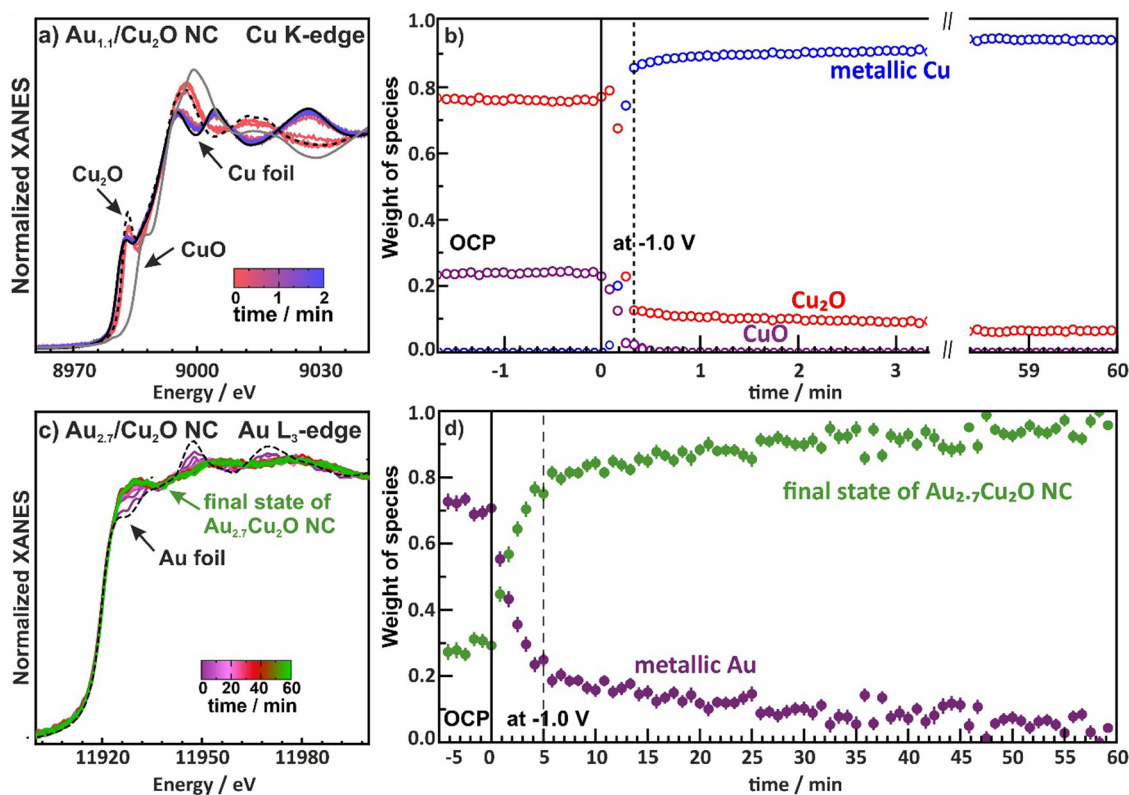 a) Au1.1/Cu2O NC Cu K-edge
Normalized XANES
Cu2O
Cu foil
CuO
0 1 2
time / min
8970 9000 9030
Energy / eV
b)
Weight of species
1.0
0.8
0.6
0.4
0.2
0.0
//
metallic Cu
OCP
at -1.0 V
Cu2O
CuO
//
-1 0 1 2 3 59 60
time / min
c) Au2.7/Cu2O NC Au L3-edge
Normalized XANES
final state of
Au2.7Cu2O NC
Au foil
0 20 40 60
time / min
11920 11950 11980
Energy / eV
d)
Weight of species
1.0
0.8
0.6
0.4
0.2
0.0
final state of Au2.7Cu2O NC
metallic Au
OCP
at -1.0 V
-5 0 5 10 15 20 25 30 35 40 45 50 55 60
time / min